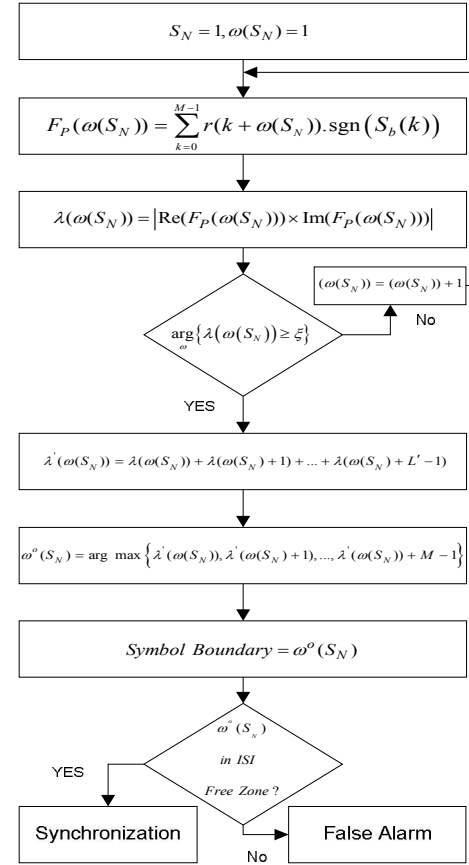 S_N = 1, ω(S_N) = 1
F_P(ω(S_N)) = ∑_{k=0}^{M-1} r(k + ω(S_N)).sgn(S_b(k))
λ(ω(S_N)) = |Re(F_P(ω(S_N))) × Im(F_P(ω(S_N)))|
(ω(S_N)) = (ω(S_N)) + 1
No
arg_ω{λ(ω(S_N)) ≥ ξ}
YES
λ'(ω(S_N)) = λ(ω(S_N)) + λ(ω(S_N) + 1) + ... + λ(ω(S_N) + L' - 1)
ω^o(S_N) = arg max {λ'(ω(S_N)), λ'(ω(S_N) + 1), ..., λ'(ω(S_N)) + M - 1}
Symbol Boundary = ω^o(S_N)
ω^o(S_N)
in ISI
Free Zone ?
YES
Synchronization
No
False Alarm